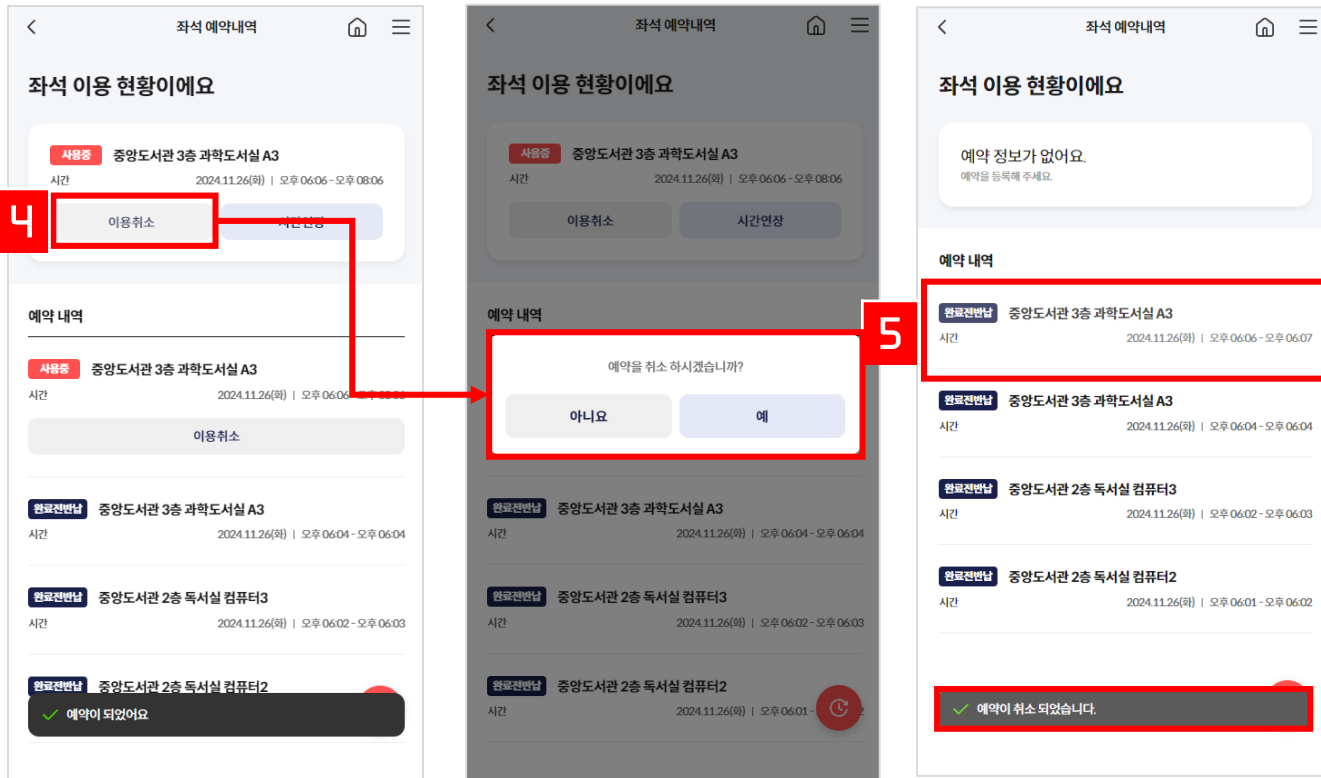 좌석 예약내역
좌석 이용 현황이에요
사용중 중앙도서관 3층 과학도서실 A3
시간 2024.11.26(화) | 오후 06:06 - 오후 08:06
4
이용취소 시간연장
예약 내역
사용중 중앙도서관 3층 과학도서실 A3
시간 2024.11.26(화) | 오후 06:06 - 오후 08:06
이용취소
완료전반납 중앙도서관 3층 과학도서실 A3
시간 2024.11.26(화) | 오후 06:04 - 오후 06:04
완료전반납 중앙도서관 2층 독서실 컴퓨터3
시간 2024.11.26(화) | 오후 06:02 - 오후 06:03
완료전반납 중앙도서관 2층 독서실 컴퓨터2
예약이 되었어요
좌석 예약내역
좌석 이용 현황이에요
사용중 중앙도서관 3층 과학도서실 A3
시간 2024.11.26(화) | 오후 06:06 - 오후 08:06
이용취소 시간연장
예약 내역
5
예약을 취소 하시겠습니까?
아니요 예
완료전반납 중앙도서관 3층 과학도서실 A3
시간 2024.11.26(화) | 오후 06:04 - 오후 06:04
완료전반납 중앙도서관 2층 독서실 컴퓨터3
시간 2024.11.26(화) | 오후 06:02 - 오후 06:03
완료전반납 중앙도서관 2층 독서실 컴퓨터2
시간 2024.11.26(화) | 오후 06:01 -
좌석 예약내역
좌석 이용 현황이에요
예약 정보가 없어요.
예약을 등록해 주세요.
예약 내역
완료전반납 중앙도서관 3층 과학도서실 A3
시간 2024.11.26(화) | 오후 06:06 - 오후 06:07
완료전반납 중앙도서관 3층 과학도서실 A3
시간 2024.11.26(화) | 오후 06:04 - 오후 06:04
완료전반납 중앙도서관 2층 독서실 컴퓨터3
시간 2024.11.26(화) | 오후 06:02 - 오후 06:03
완료전반납 중앙도서관 2층 독서실 컴퓨터2
시간 2024.11.26(화) | 오후 06:01 - 오후 06:02
예약이 취소 되었습니다.